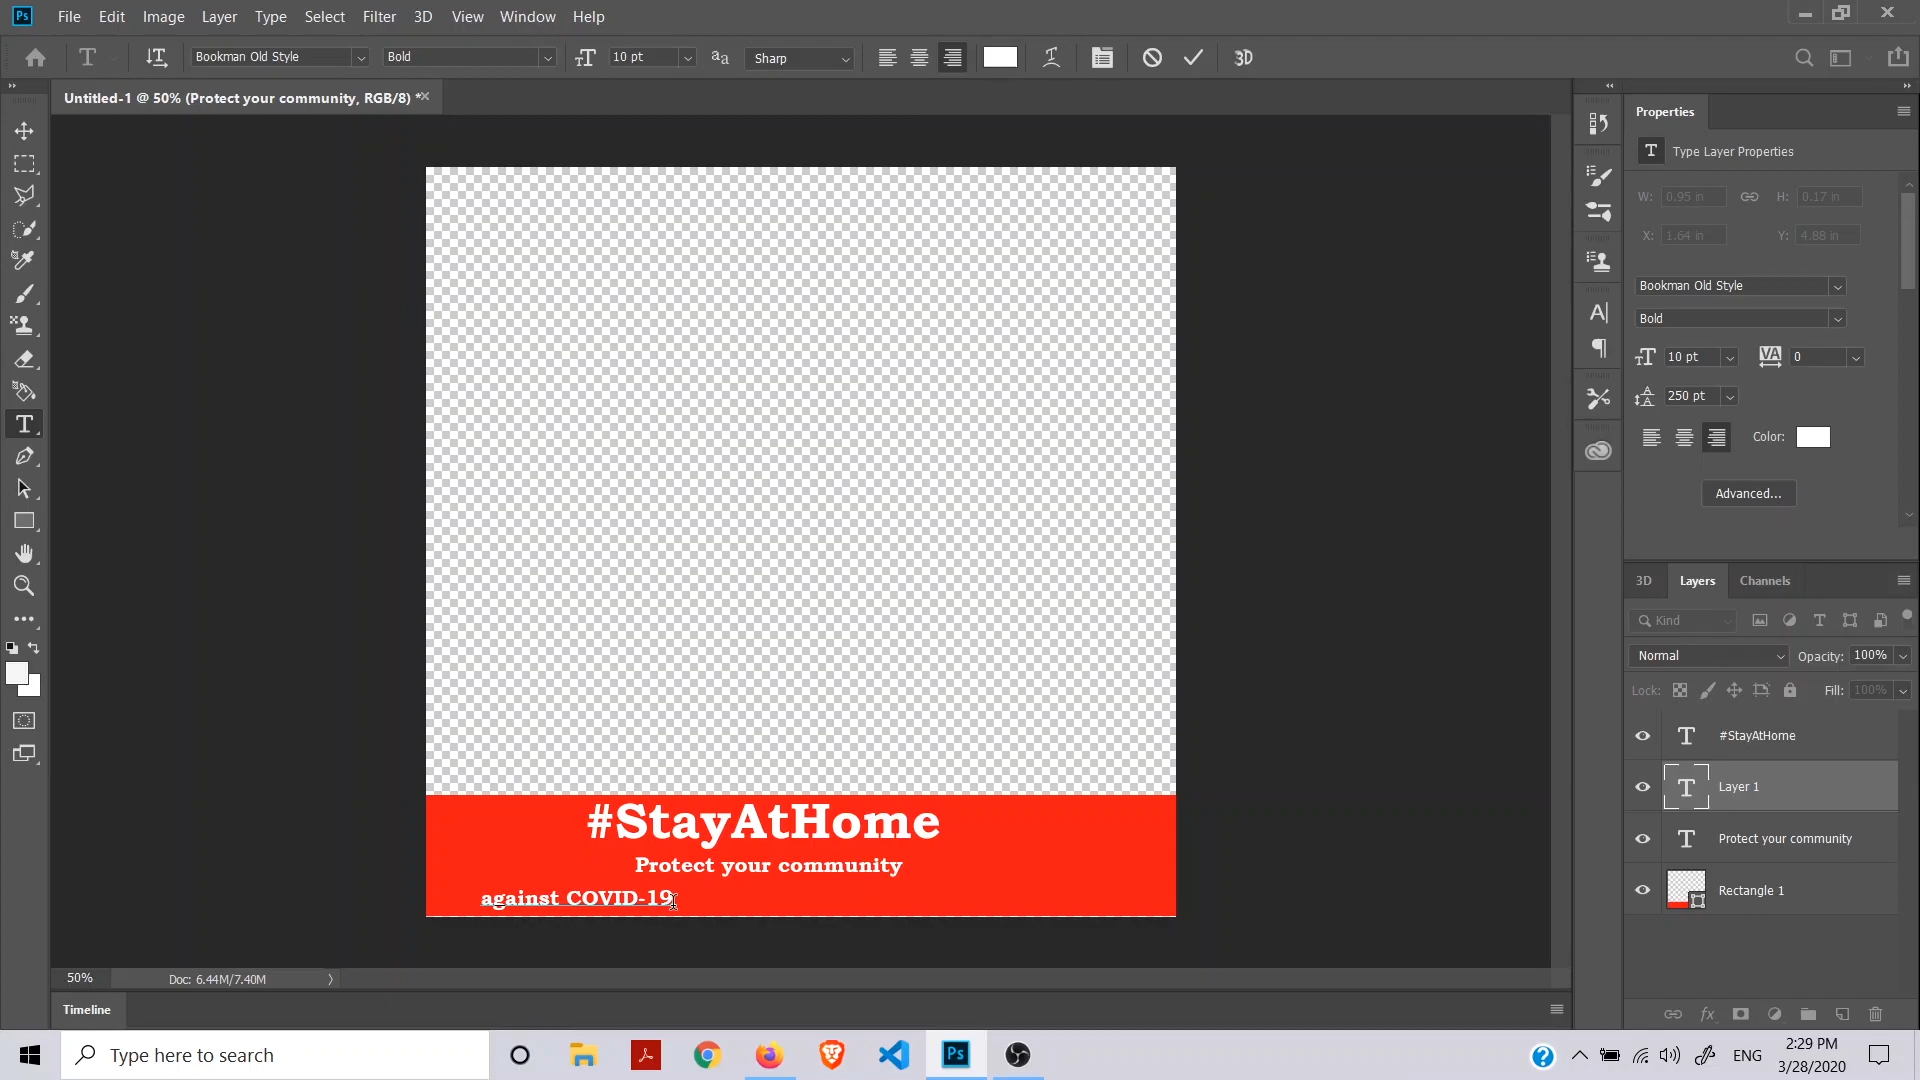 Ps File Edit Image Layer Type Select Filter 3D View Window Help
T Bookman Old Style Bold 10 pt aa Sharp 3D
Untitled-1 @ 50% (Protect your community, RGB/8) *
Properties
T Type Layer Properties
W: 0.95 in H: 0.17 in
X: 1.64 in Y: 4.88 in
Bookman Old Style
Bold
10 pt VA 0
250 pt
Color:
Advanced...
3D Layers Channels
Kind
Normal Opacity: 100%
Lock: Fill: 100%
#StayAtHome
Layer 1
Protect your community
Rectangle 1
#StayAtHome
Protect your community
against COVID-19
50% Doc: 6.44M/7.40M
Timeline
Type here to search
Ps
ENG 2:29 PM
3/28/2020